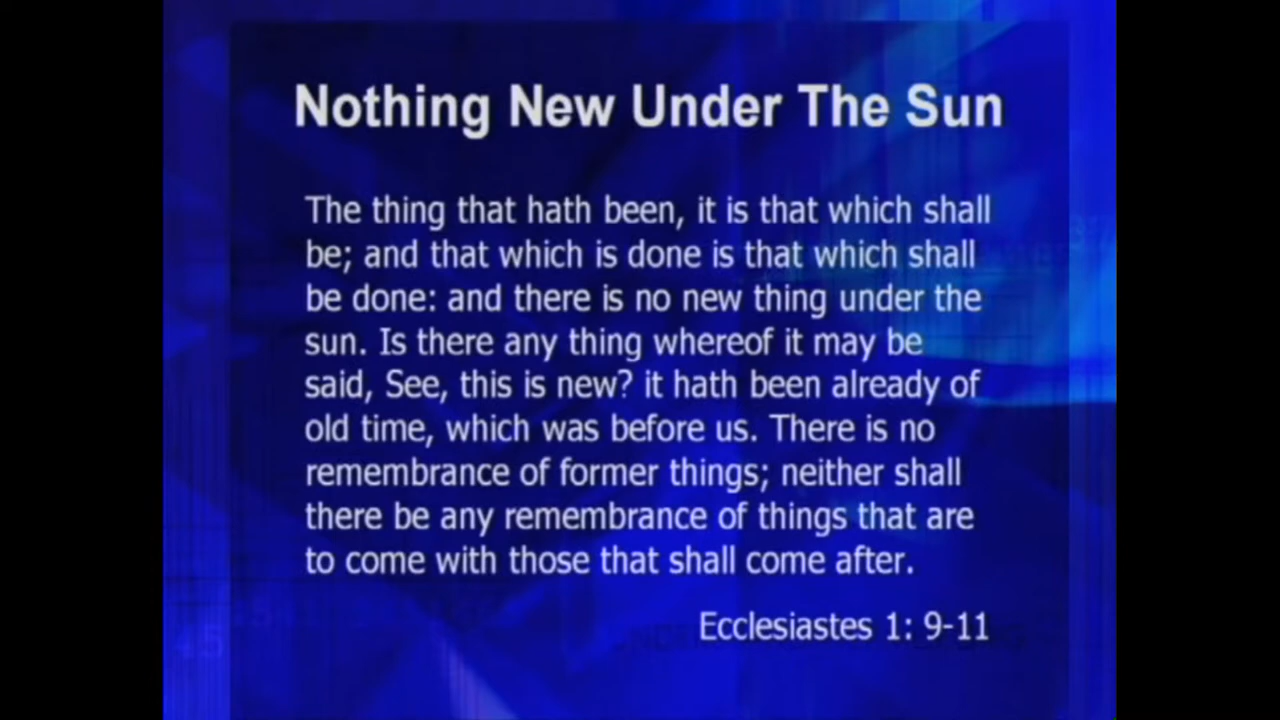 Nothing New Under The Sun
The thing that hath been, it is that which shall
be; and that which is done is that which shall
be done: and there is no new thing under the
sun. Is there any thing whereof it may be
said, See, this is new? it hath been already of
old time, which was before us. There is no
remembrance of former things; neither shall
there be any remembrance of things that are
to come with those that shall come after.
Ecclesiastes 1: 9-11